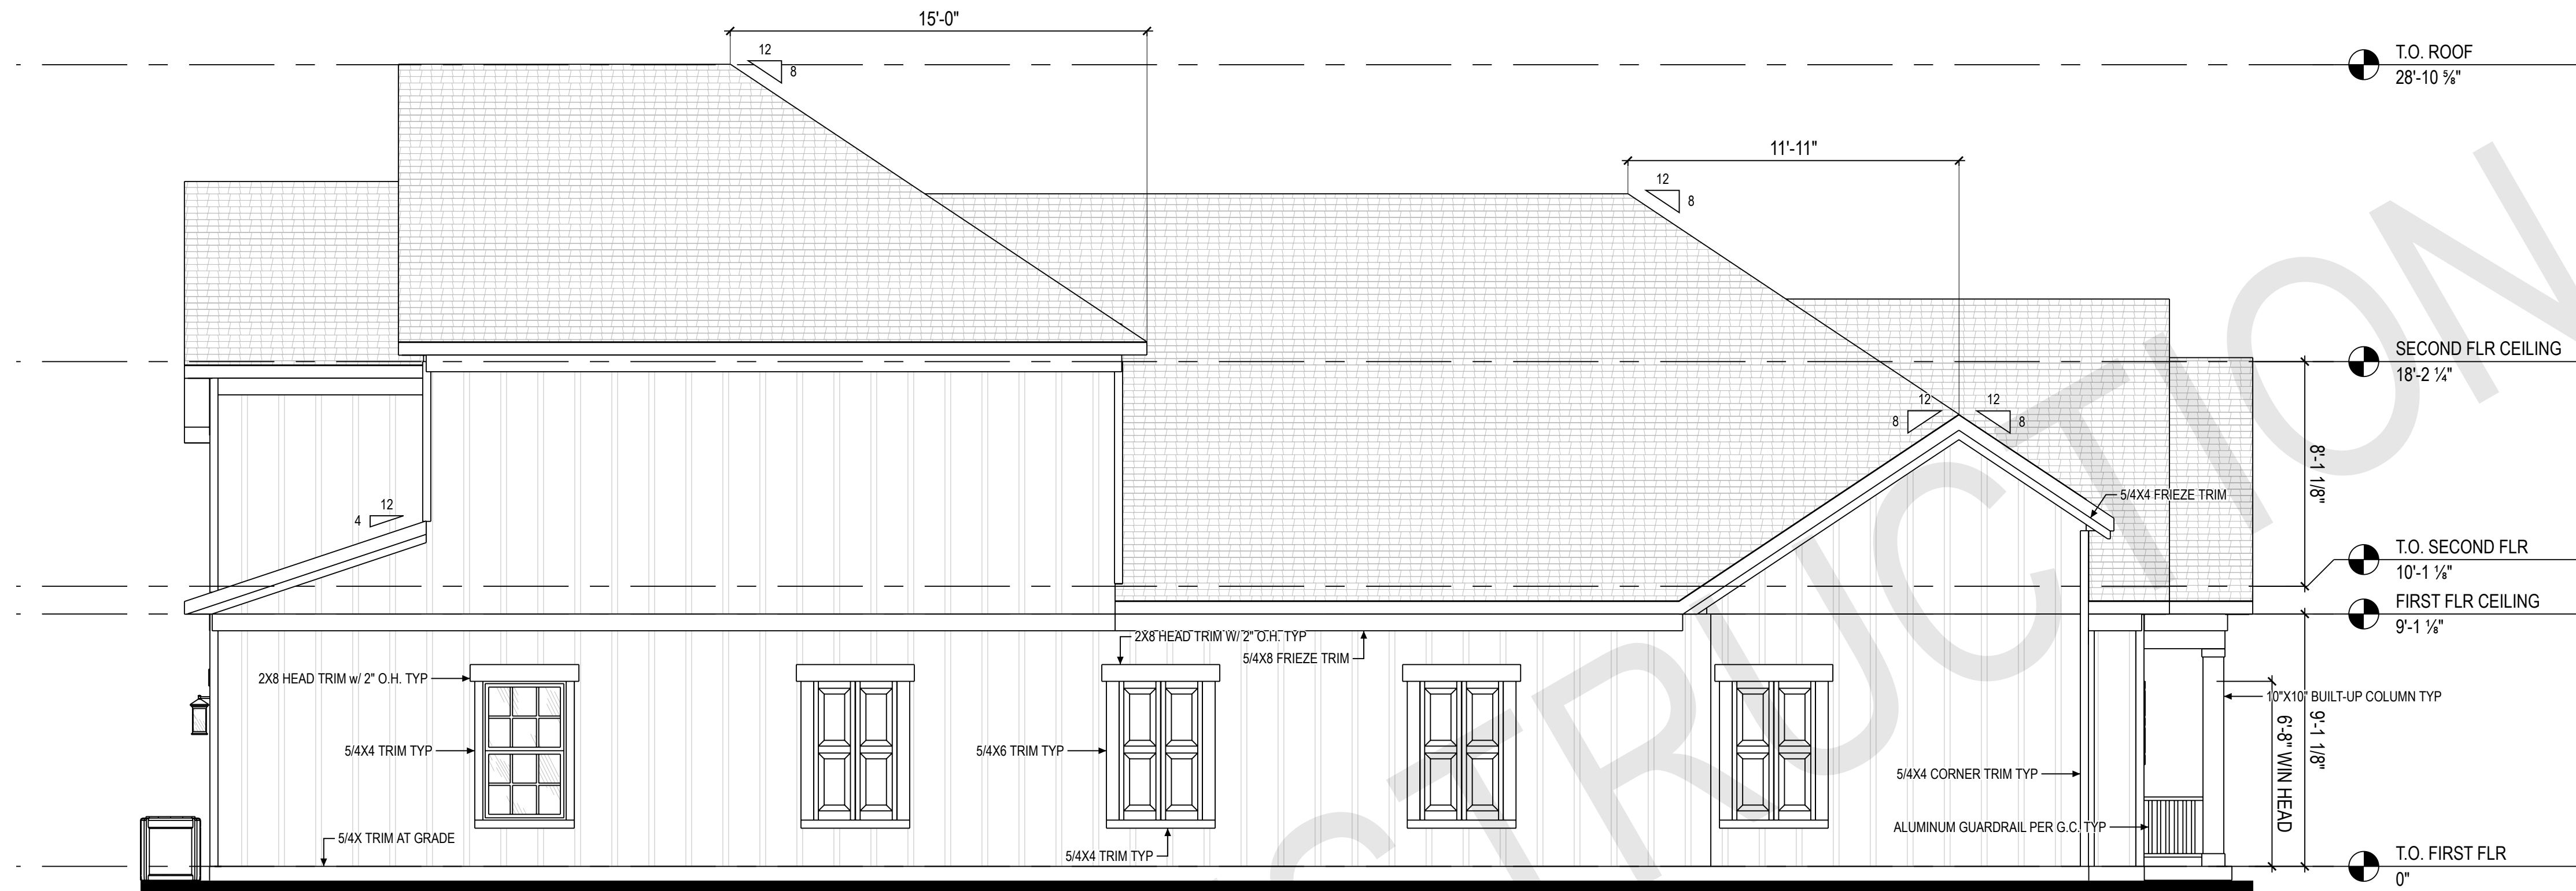 15'-0"
12
8
T.O. ROOF
28'-10 ⅝"
11'-11"
12
8
SECOND FLR CEILING
18'-2 ¼"
12
8
12
8
8'-1 1/8"
5/4X4 FRIEZE TRIM
12
4
T.O. SECOND FLR
10'-1 ⅛"
FIRST FLR CEILING
9'-1 ⅛"
2X8 HEAD TRIM W/ 2" O.H. TYP
5/4X8 FRIEZE TRIM
2X8 HEAD TRIM w/ 2" O.H. TYP
10"X10" BUILT-UP COLUMN TYP
5/4X4 TRIM TYP
5/4X6 TRIM TYP
9'-1 1/8"
6'-8" WIN HEAD
5/4X4 CORNER TRIM TYP
ALUMINUM GUARDRAIL PER G.C. TYP
5/4X TRIM AT GRADE
5/4X4 TRIM TYP
T.O. FIRST FLR
0"
STRUCTION